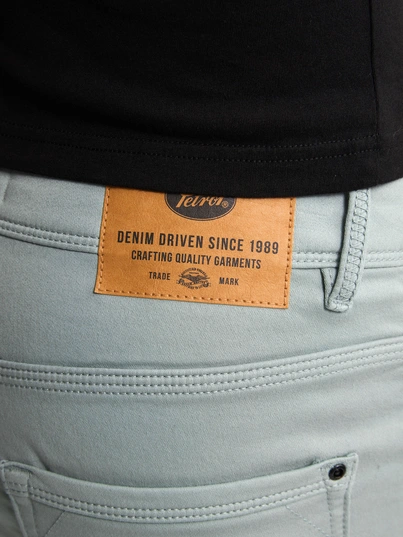 Petrol®
DENIM DRIVEN SINCE 1989
CRAFTING QUALITY GARMENTS
TRADE MARK